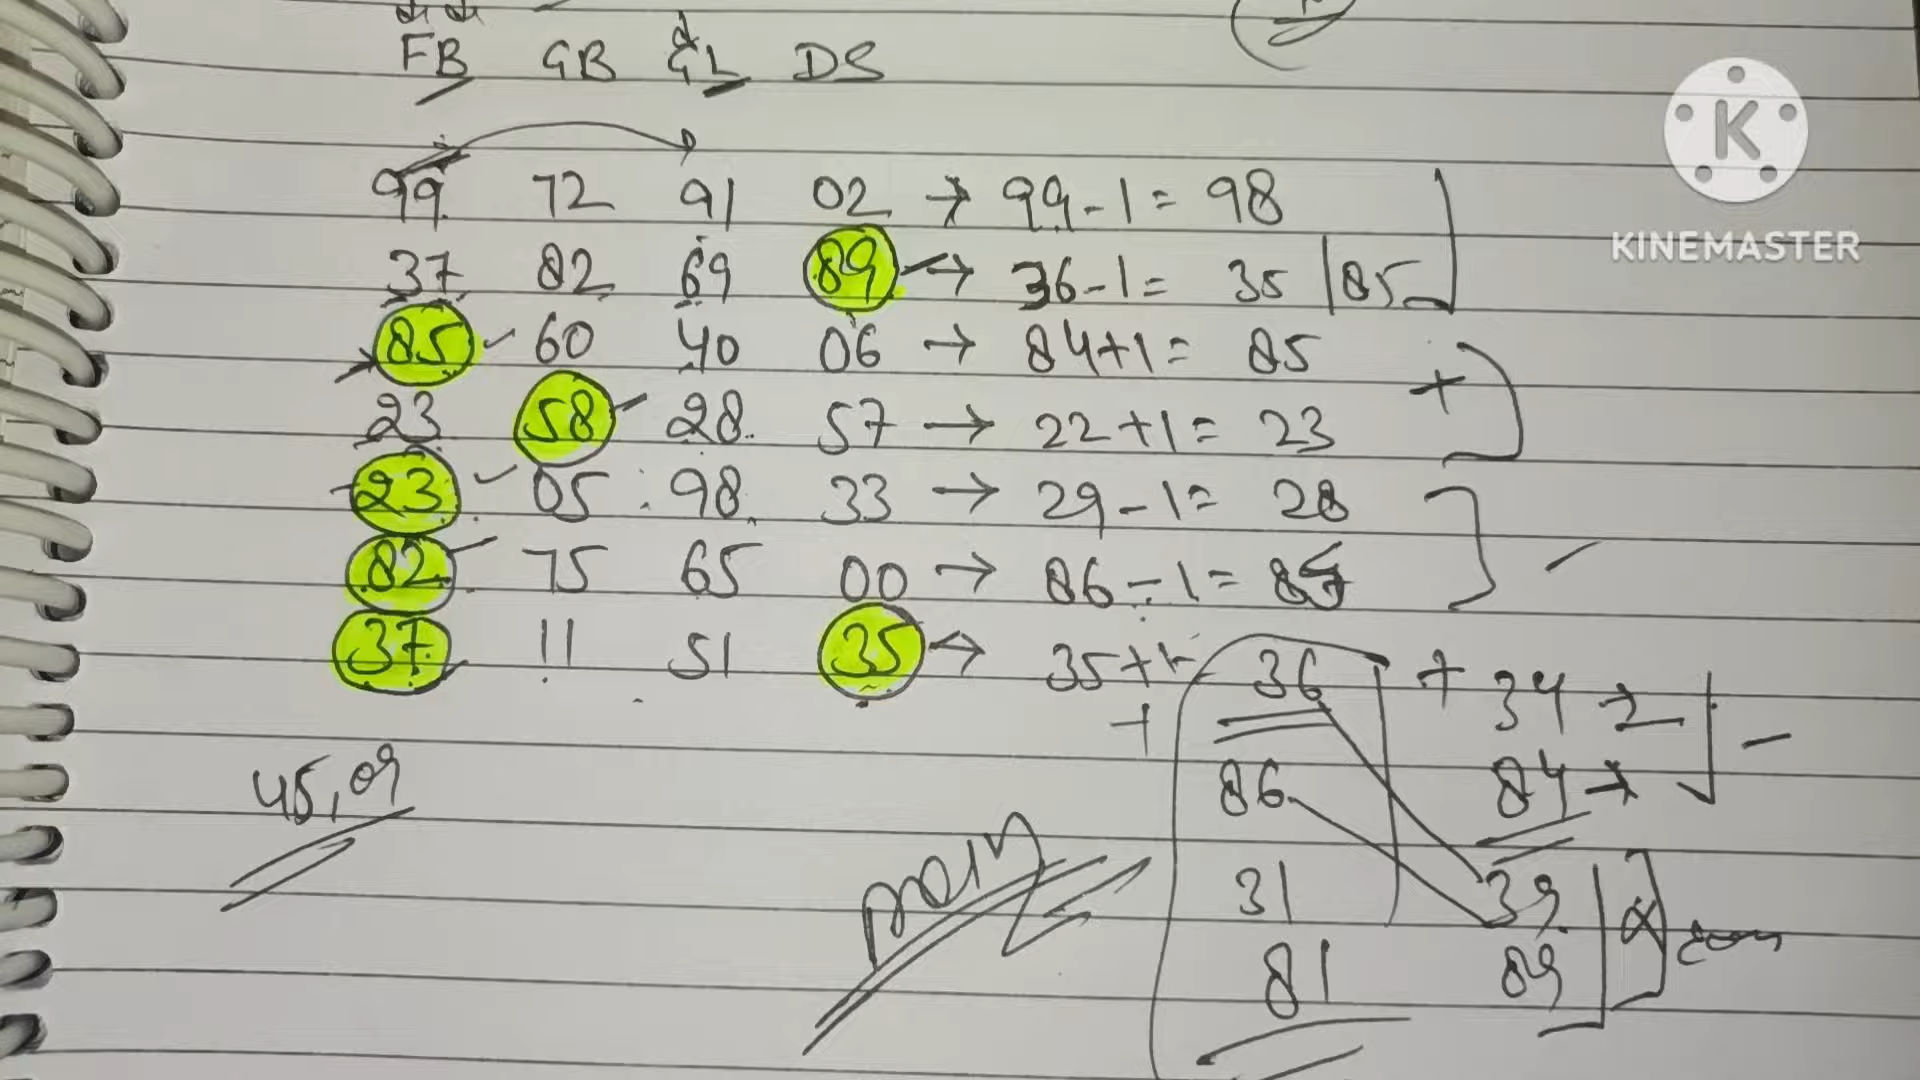 FB GB GL DS
K
KINEMASTER
99 72 91 02 → 99-1= 98
37 82 69 89 → 36-1= 35 | 85
85 60 40 06 → 84+1= 85 +
23 58 28 57 → 22+1= 23
23 05 98 33 → 29-1= 28
82 75 65 00 → 86-1= 85 -
37 11 51 35 → 35+1 36 + 34 →
+
45,09 86 84 → -
main 31 39
81 89